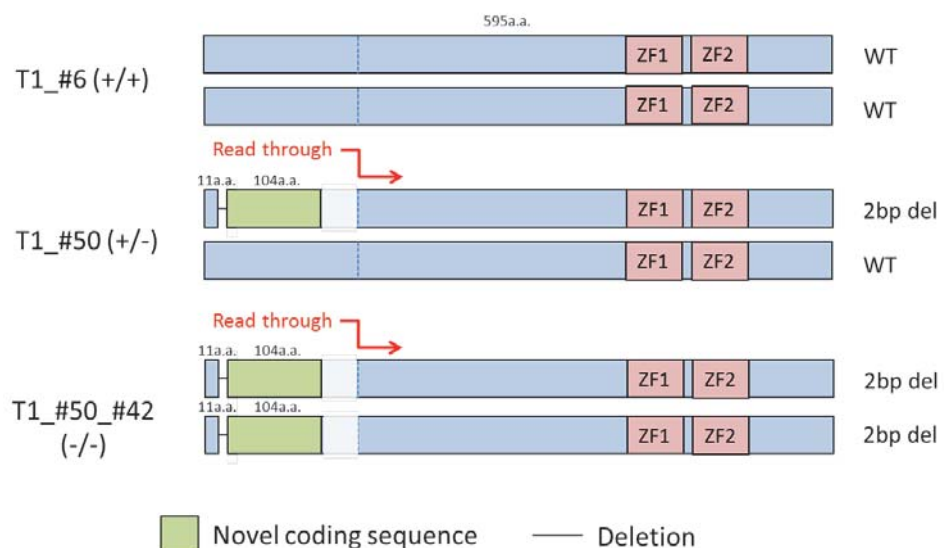 595a.a.
T1_#6 (+/+)
ZF1 ZF2 WT
ZF1 ZF2 WT
Read through
11a.a. 104a.a.
T1_#50 (+/-)
ZF1 ZF2 2bp del
ZF1 ZF2 WT
Read through
11a.a. 104a.a.
ZF1 ZF2 2bp del
T1_#50_#42
(-/-)
11a.a. 104a.a.
ZF1 ZF2 2bp del
Novel coding sequence
Deletion